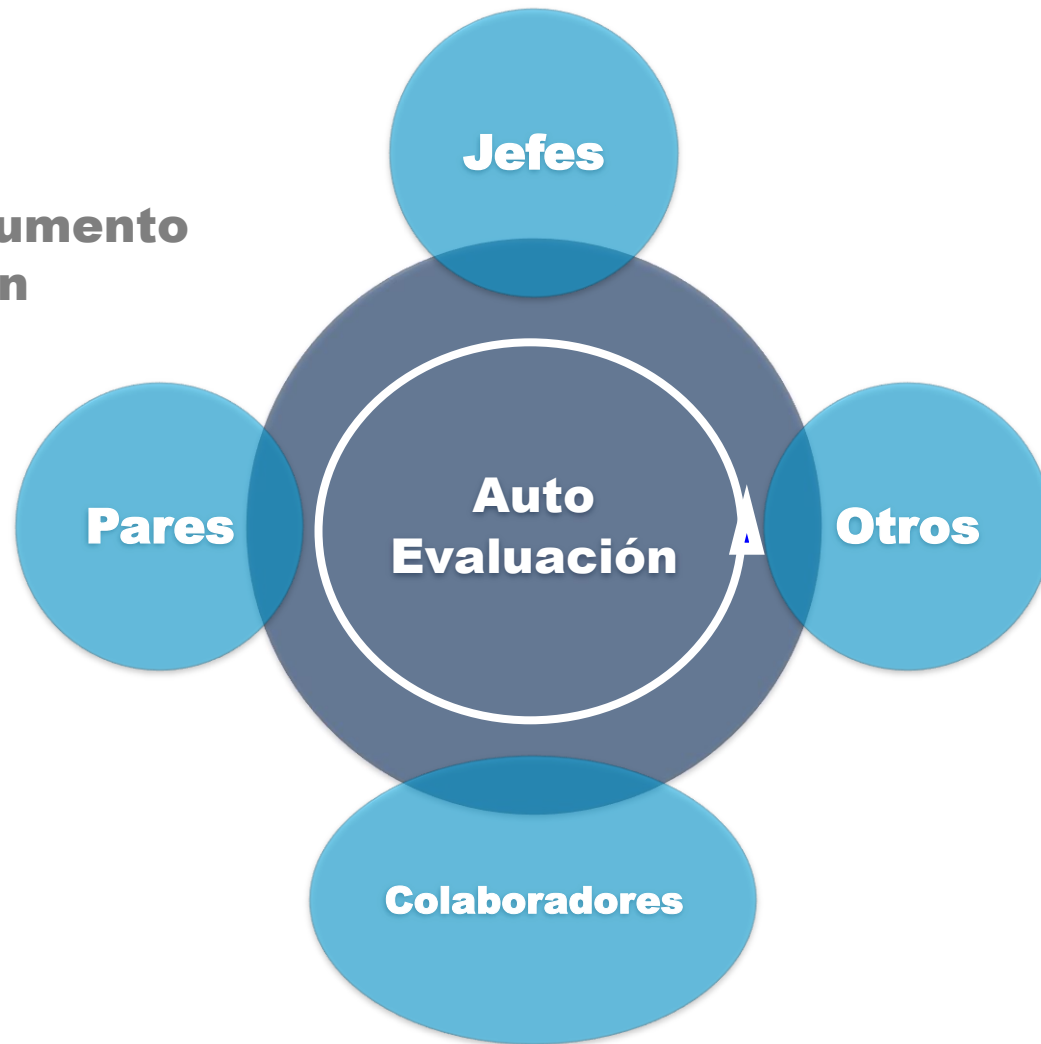 Jefes
umento
n
Pares
Auto
Evaluación
Otros
Colaboradores